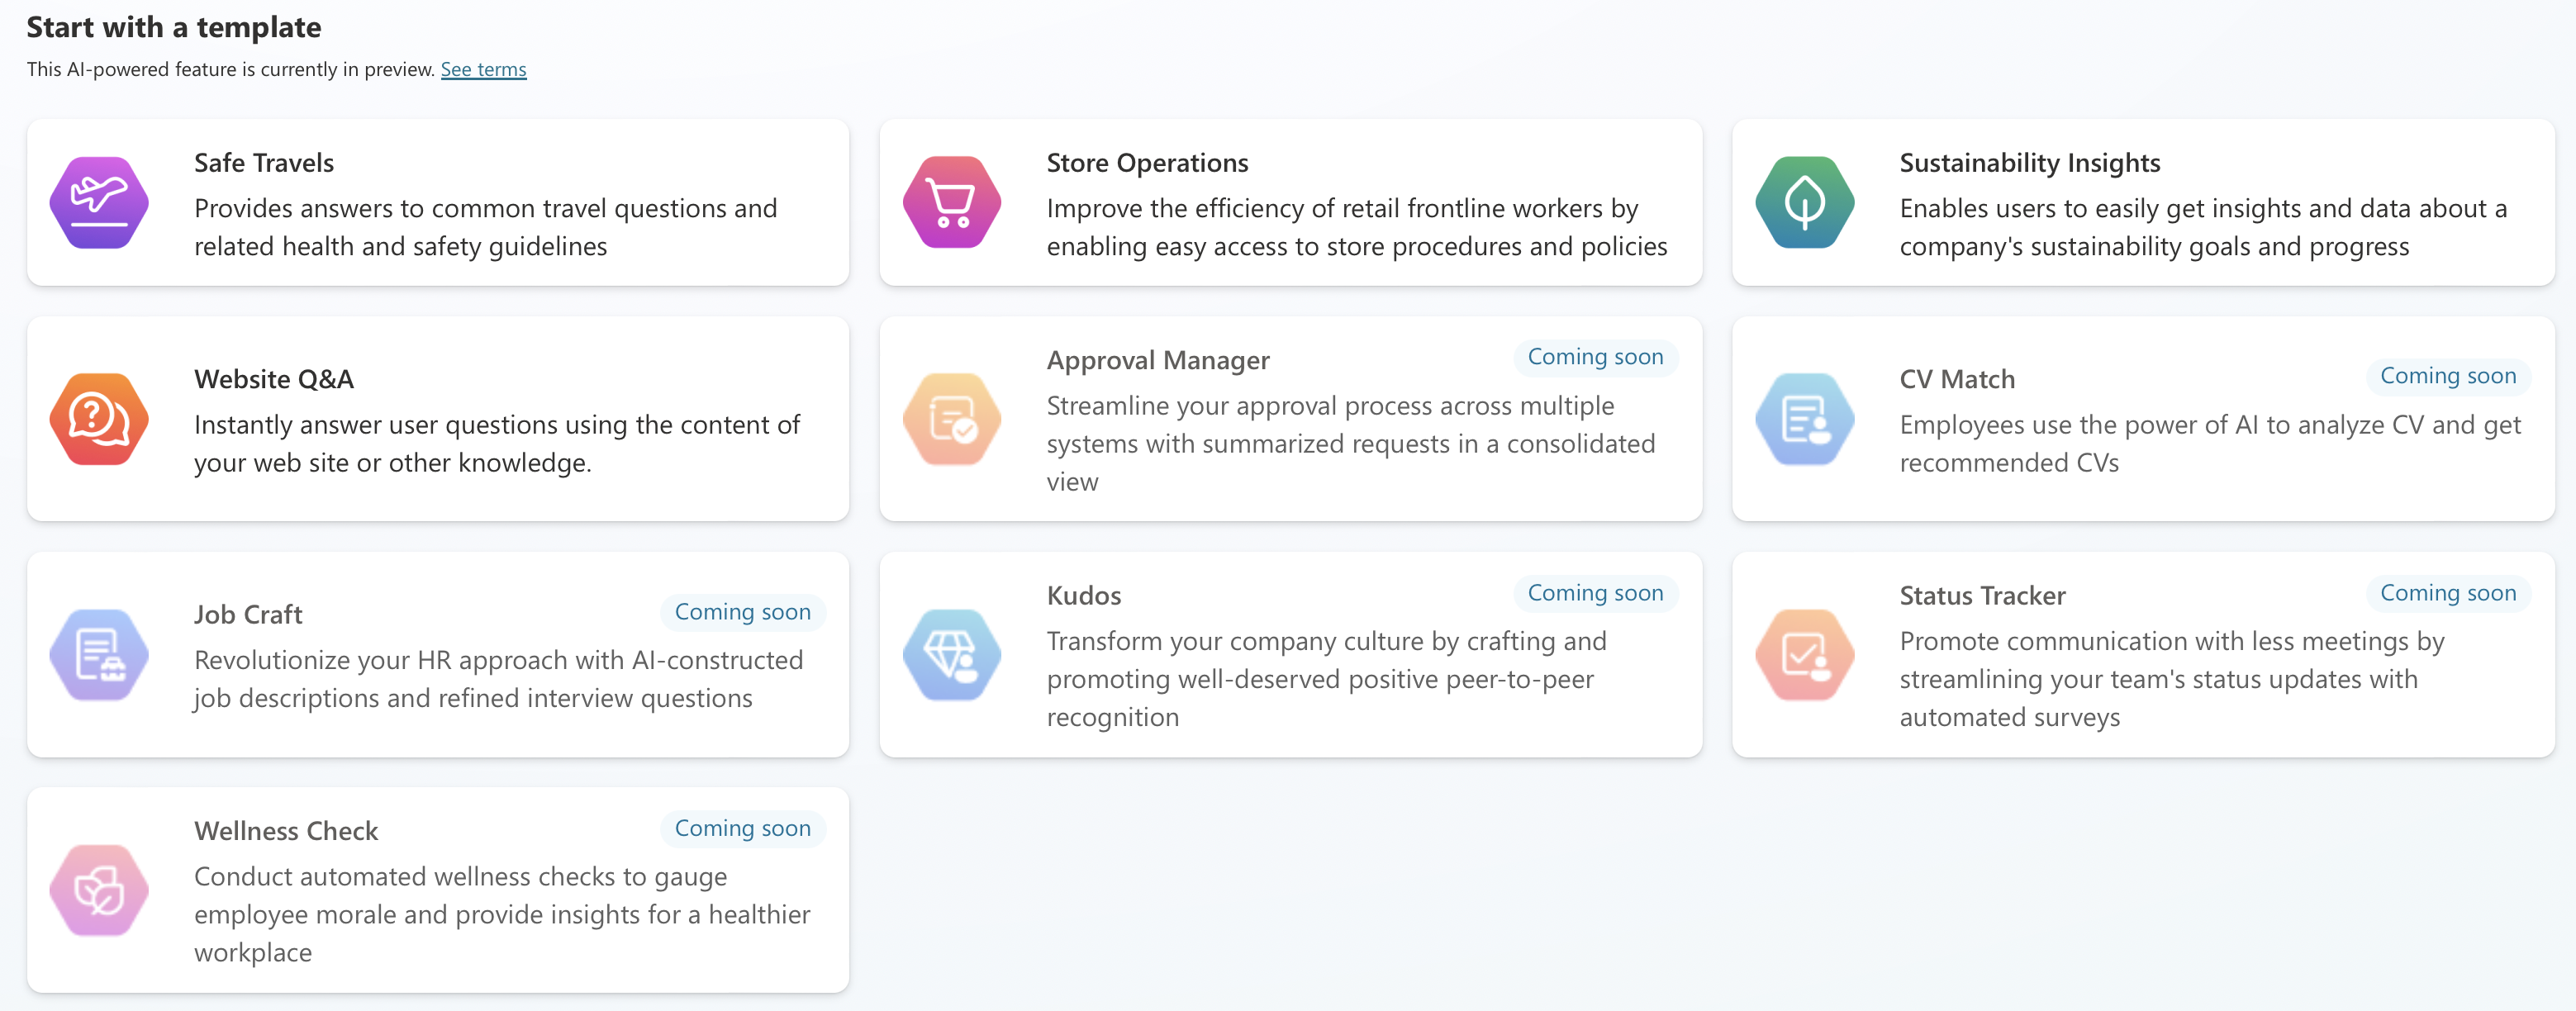 Start with a template
This AI-powered feature is currently in preview. See terms
Safe Travels
Provides answers to common travel questions and
related health and safety guidelines
Store Operations
Improve the efficiency of retail frontline workers by
enabling easy access to store procedures and policies
Sustainability Insights
Enables users to easily get insights and data about a
company's sustainability goals and progress
Website Q&A
Instantly answer user questions using the content of
your web site or other knowledge.
Approval Manager
Coming soon
Streamline your approval process across multiple
systems with summarized requests in a consolidated
view
CV Match
Coming soon
Employees use the power of AI to analyze CV and get
recommended CVs
Job Craft
Coming soon
Revolutionize your HR approach with AI-constructed
job descriptions and refined interview questions
Kudos
Coming soon
Transform your company culture by crafting and
promoting well-deserved positive peer-to-peer
recognition
Status Tracker
Coming soon
Promote communication with less meetings by
streamlining your team's status updates with
automated surveys
Wellness Check
Coming soon
Conduct automated wellness checks to gauge
employee morale and provide insights for a healthier
workplace